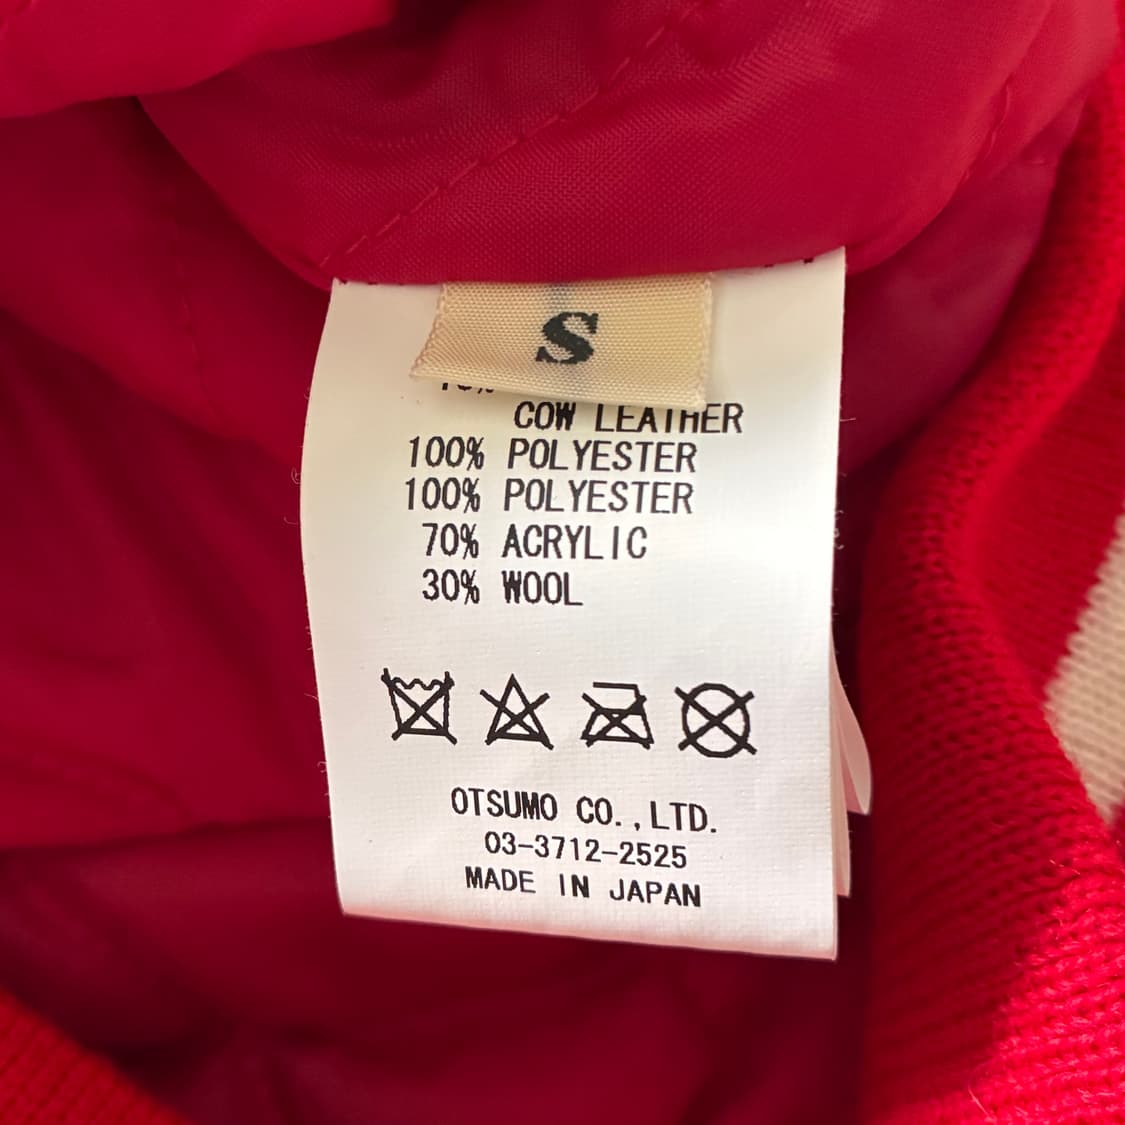 S
COW LEATHER
100% POLYESTER
100% POLYESTER
70% ACRYLIC
30% WOOL
OTSUMO CO.,LTD.
03-3712-2525
MADE IN JAPAN